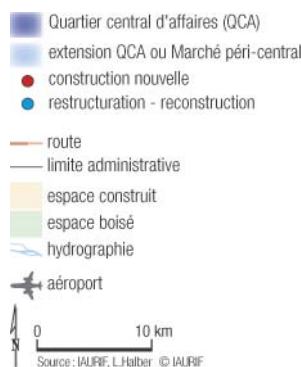 Quartier central d'affaires (QCA)
extension QCA ou Marché péri-central
construction nouvelle
restructuration - reconstruction
route
limite administrative
espace construit
espace boisé
hydrographie
aéroport
N
0 10 km
Source : IAURIF, L.Halber © IAURIF